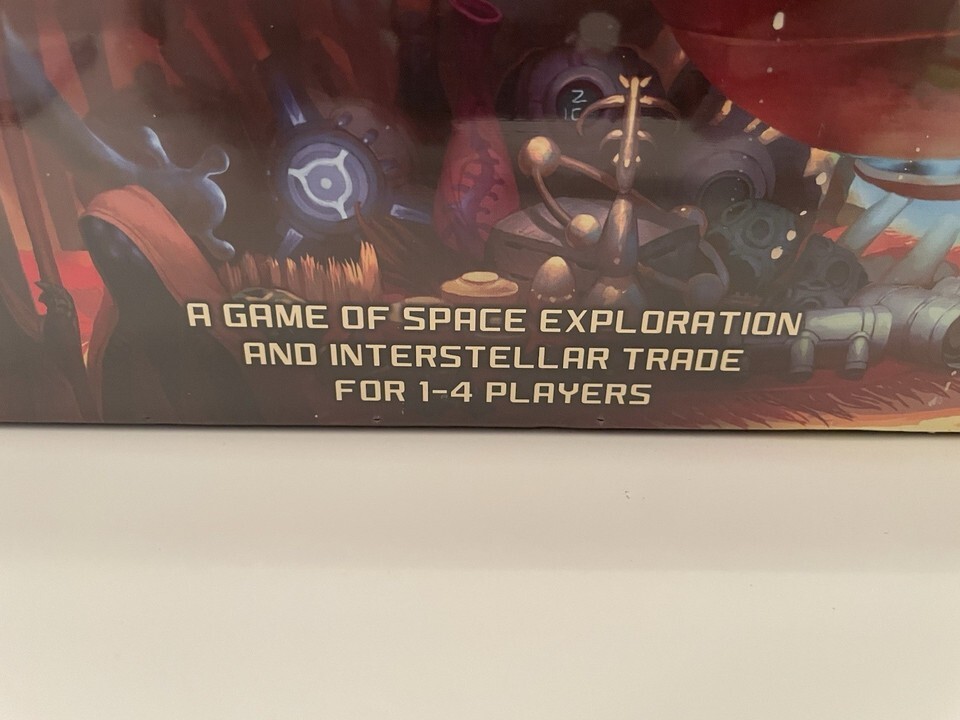 A GAME OF SPACE EXPLORATION
AND INTERSTELLAR TRADE
FOR 1-4 PLAYERS